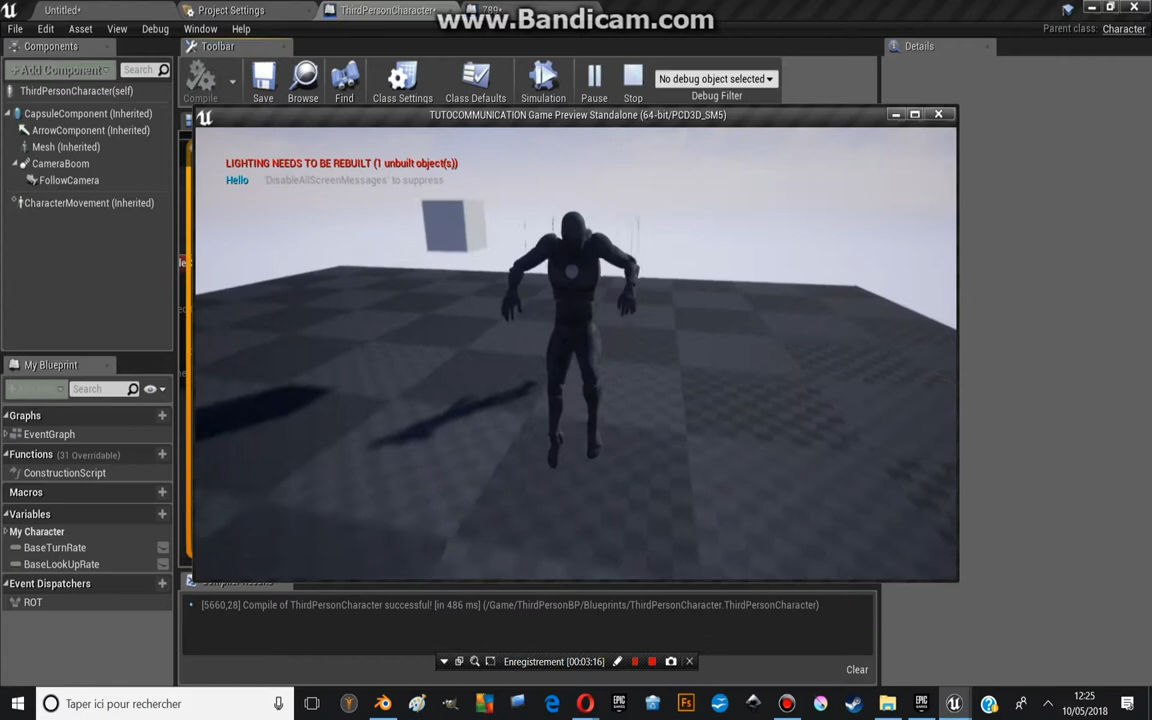 www.Bandicam.com
Untitled* Project Settings ThirdPersonCharacter* 789*
File Edit Asset View Debug Window Help Parent class: Character
Components Toolbar Details
+Add Component Search
Compile Save Browse Find Class Settings Class Defaults Simulation Pause Stop No debug object selected Debug Filter
ThirdPersonCharacter(self)
CapsuleComponent (Inherited)
ArrowComponent (Inherited)
Mesh (Inherited)
CameraBoom
FollowCamera
CharacterMovement (Inherited)
TUTOCOMMUNICATION Game Preview Standalone (64-bit/PCD3D_SM5)
LIGHTING NEEDS TO BE REBUILT (1 unbuilt object(s))
Hello 'DisableAllScreenMessages' to suppress
My Blueprint
Search
Graphs
EventGraph
Functions (31 Overridable)
ConstructionScript
Macros
Variables
My Character
BaseTurnRate
BaseLookUpRate
Event Dispatchers
ROT
[5660,28] Compile of ThirdPersonCharacter successful! [in 486 ms] (/Game/ThirdPersonBP/Blueprints/ThirdPersonCharacter.ThirdPersonCharacter)
Enregistrement [00:03:16]
Clear
Taper ici pour rechercher
12:25
10/05/2018